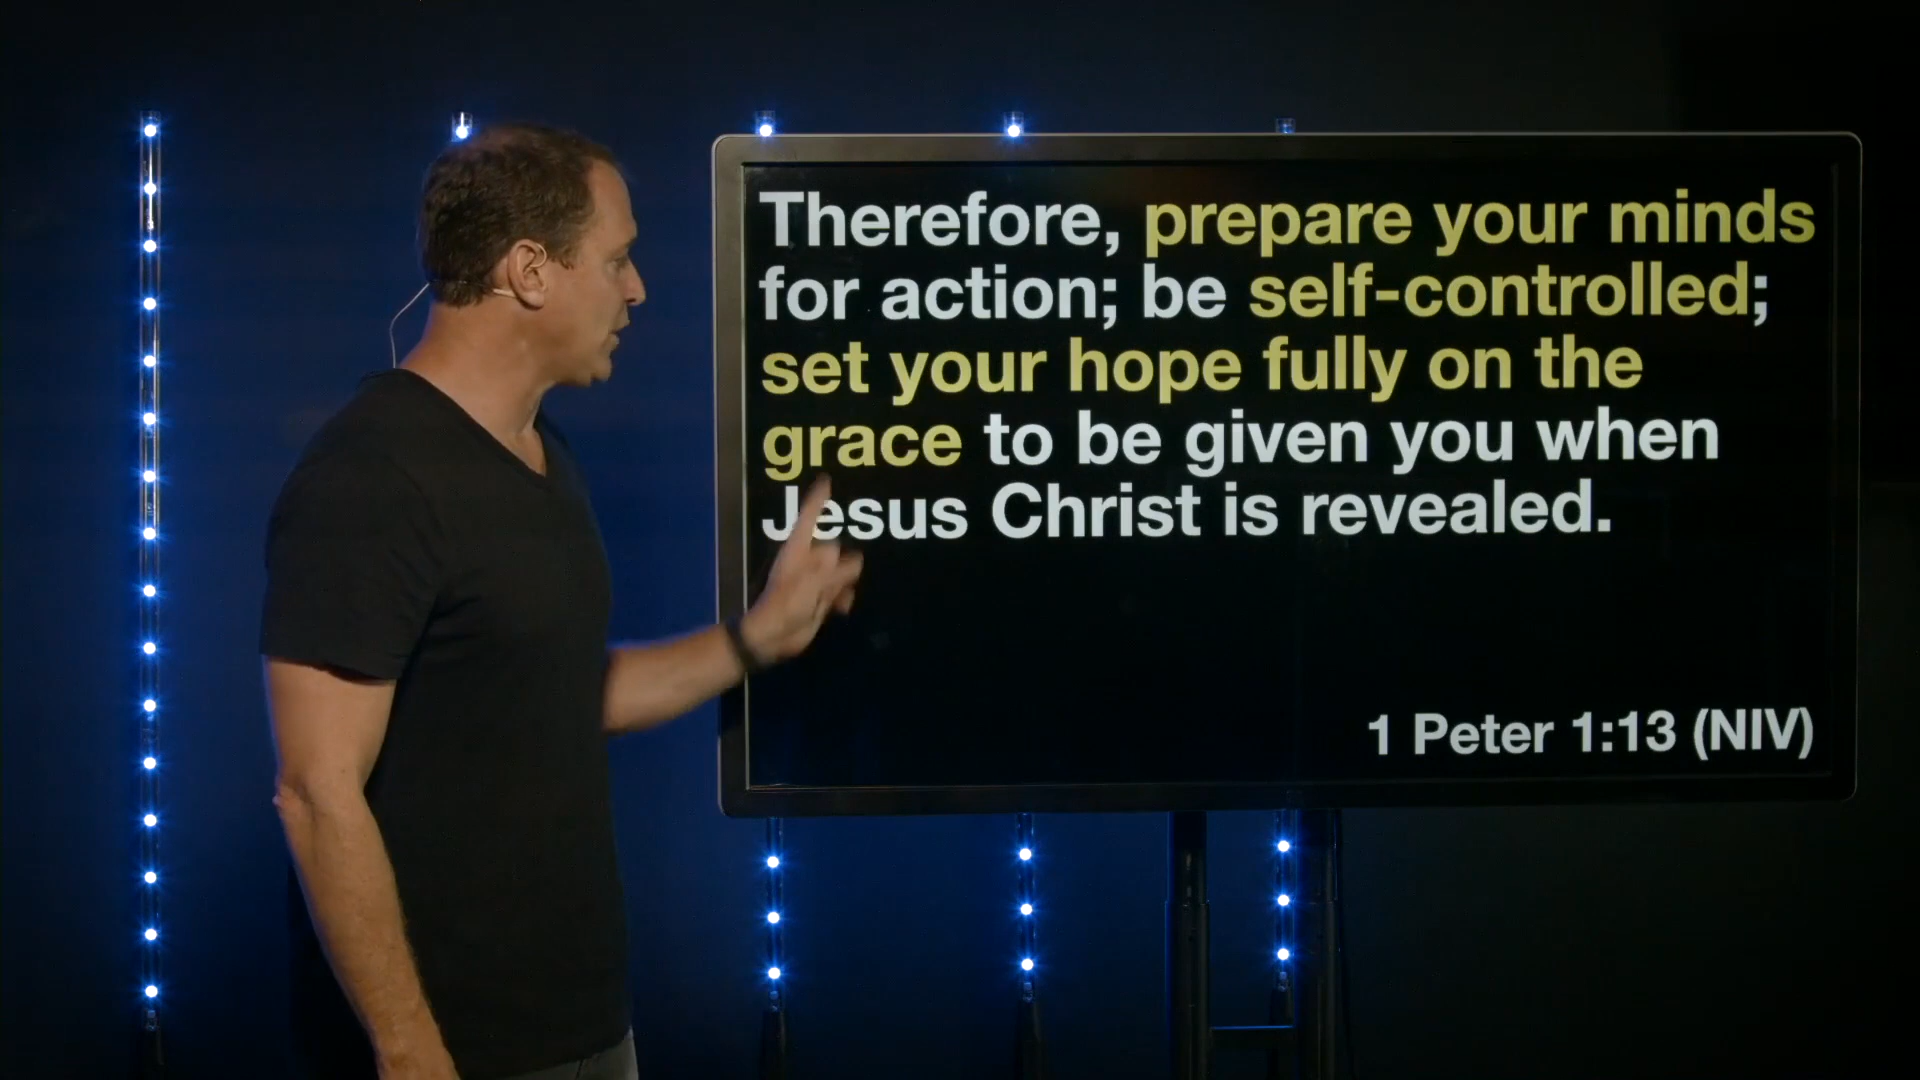 Therefore, prepare your minds
for action; be self-controlled;
set your hope fully on the
grace to be given you when
Jesus Christ is revealed.
1 Peter 1:13 (NIV)